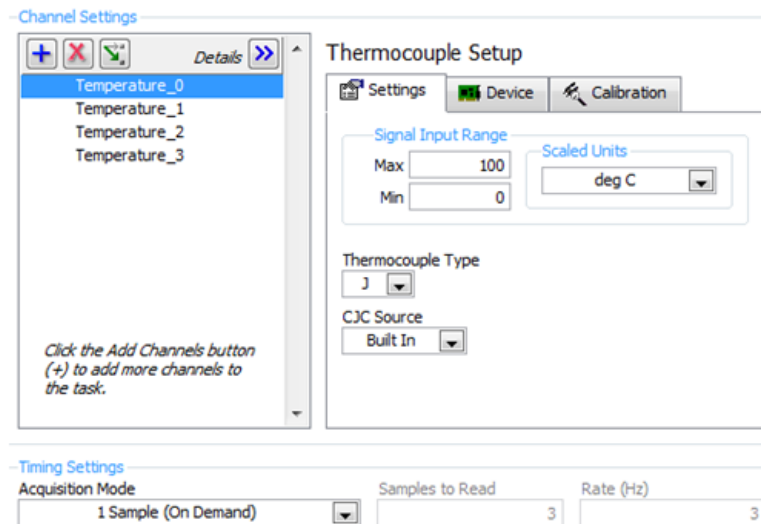 Channel Settings
Details
Temperature_0
Temperature_1
Temperature_2
Temperature_3
Click the Add Channels button
(+) to add more channels to
the task.
Thermocouple Setup
Settings
Device
Calibration
Signal Input Range
Max 100
Min 0
Scaled Units
deg C
Thermocouple Type
J
CJC Source
Built In
Timing Settings
Acquisition Mode
1 Sample (On Demand)
Samples to Read
3
Rate (Hz)
3